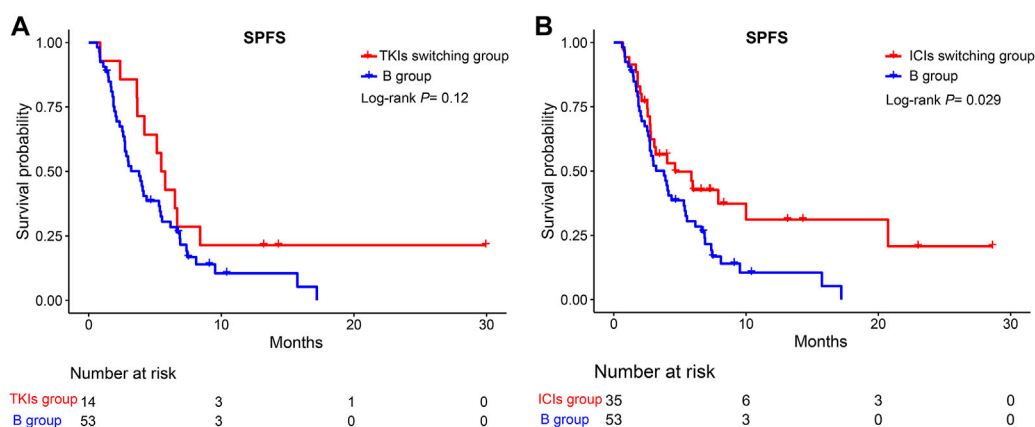 A
SPFS
TKIs switching group
B group
Log-rank P= 0.12
Survival probability
1.00
0.75
0.50
0.25
0.00
0 10 20 30
Months
Number at risk
TKIs group 14 3 1 0
B group 53 3 0 0
B
SPFS
ICIs switching group
B group
Log-rank P= 0.029
Survival probability
1.00
0.75
0.50
0.25
0.00
0 10 20 30
Months
Number at risk
ICIs group 35 6 3 0
B group 53 3 0 0